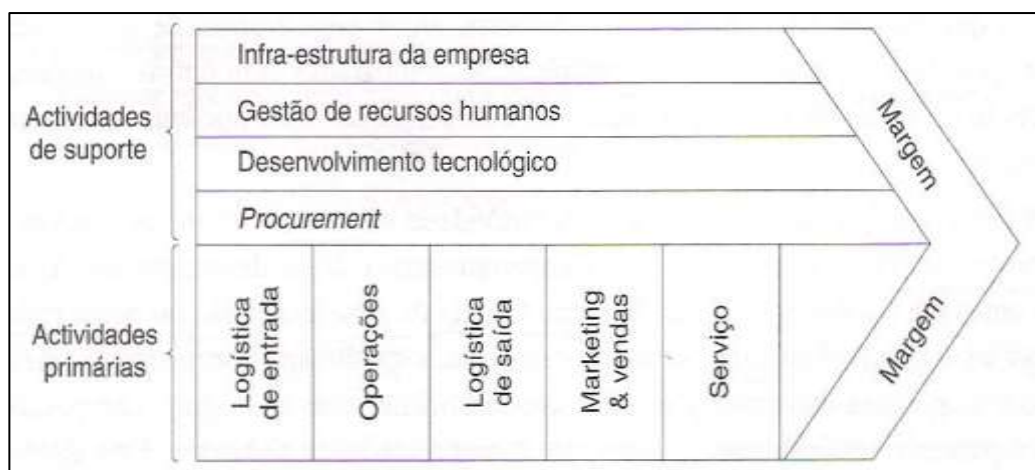 Infra-estrutura da empresa
Gestão de recursos humanos
Desenvolvimento tecnológico
Procurement
Actividades
de suporte
Margem
Actividades
primárias
Logística
de entrada
Operações
Logística
de saída
Marketing
& vendas
Serviço
Margem